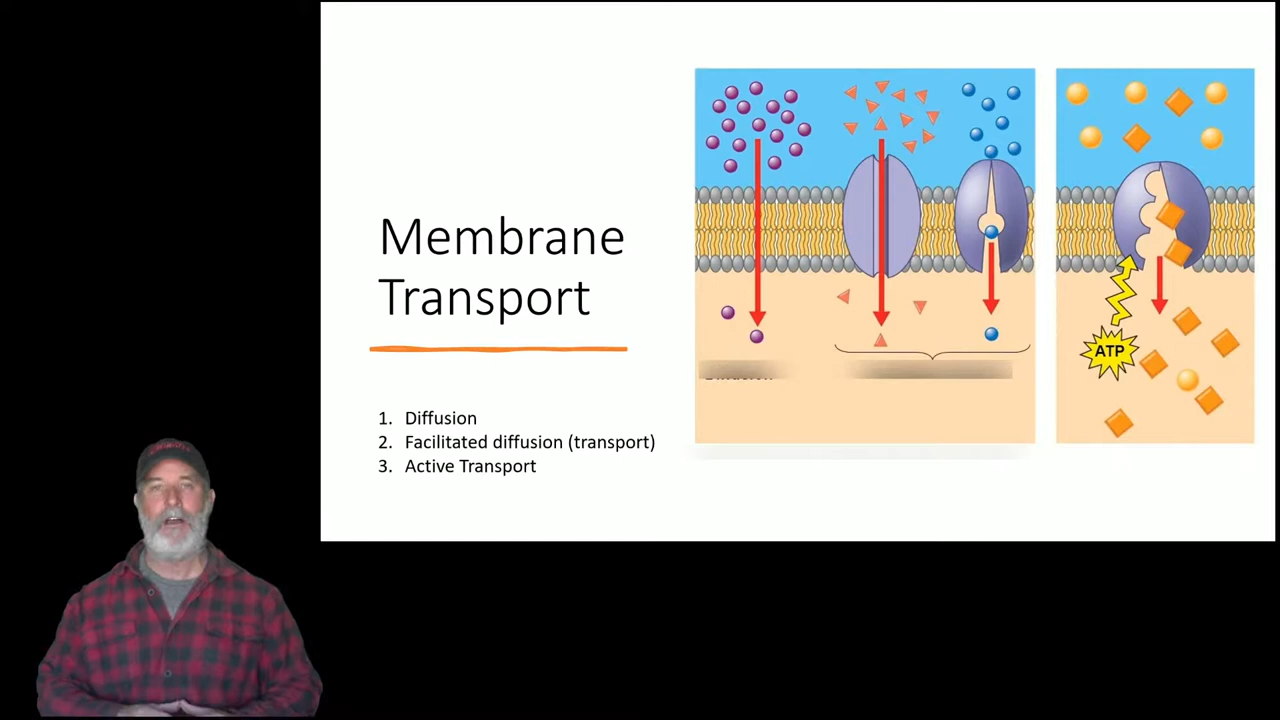 Membrane
Transport
1. Diffusion
2. Facilitated diffusion (transport)
3. Active Transport
ATP